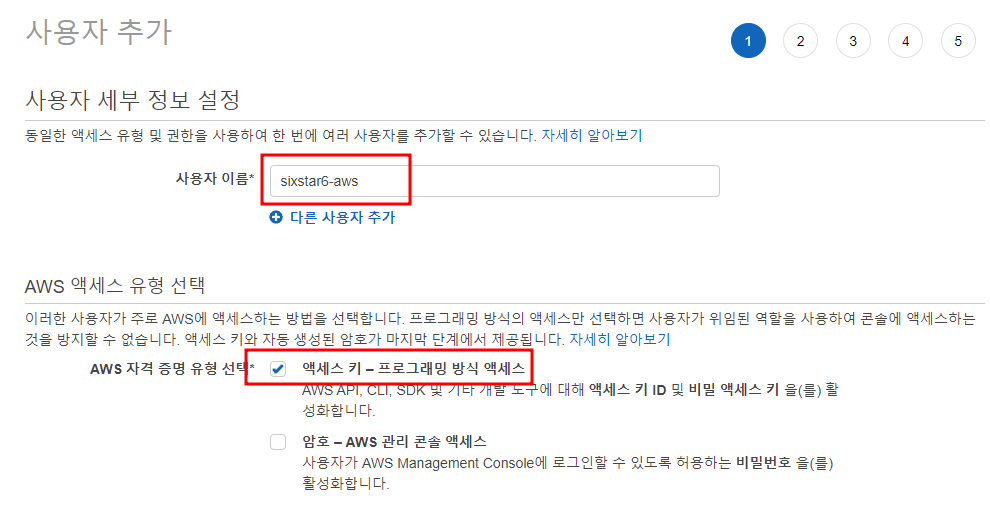 사용자 추가
1 2 3 4 5
사용자 세부 정보 설정
동일한 액세스 유형 및 권한을 사용하여 한 번에 여러 사용자를 추가할 수 있습니다. 자세히 알아보기
사용자 이름* sixstar6-aws
다른 사용자 추가
AWS 액세스 유형 선택
이러한 사용자가 주로 AWS에 액세스하는 방법을 선택합니다. 프로그래밍 방식의 액세스만 선택하면 사용자가 위임된 역할을 사용하여 콘솔에 액세스하는
것을 방지할 수 없습니다. 액세스 키와 자동 생성된 암호가 마지막 단계에서 제공됩니다. 자세히 알아보기
AWS 자격 증명 유형 선택* 액세스 키 – 프로그래밍 방식 액세스
AWS API, CLI, SDK 및 기타 개발 도구에 대해 액세스 키 ID 및 비밀 액세스 키 을(를) 활
성화합니다.
암호 – AWS 관리 콘솔 액세스
사용자가 AWS Management Console에 로그인할 수 있도록 허용하는 비밀번호 을(를)
활성화합니다.